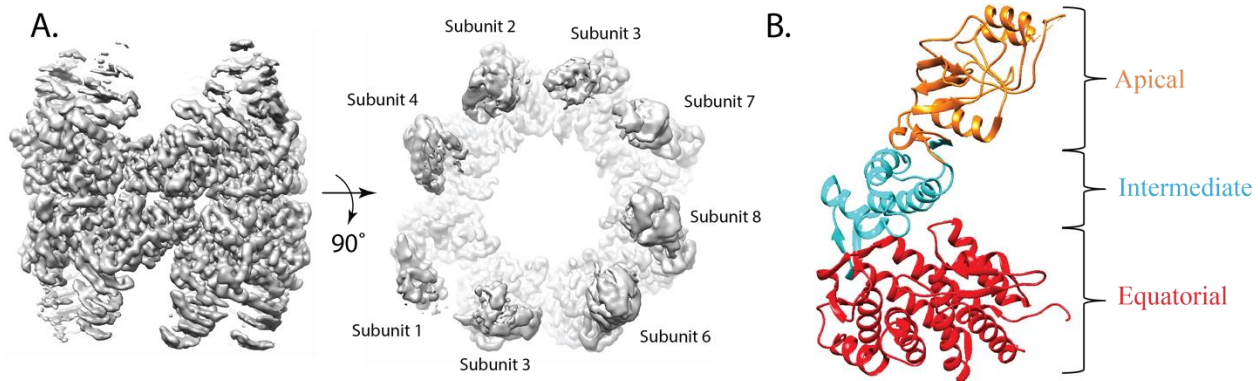 A.
Subunit 2
Subunit 3
Subunit 4
Subunit 7
90°
Subunit 8
Subunit 1
Subunit 3
Subunit 6
B.
Apical
Intermediate
Equatorial